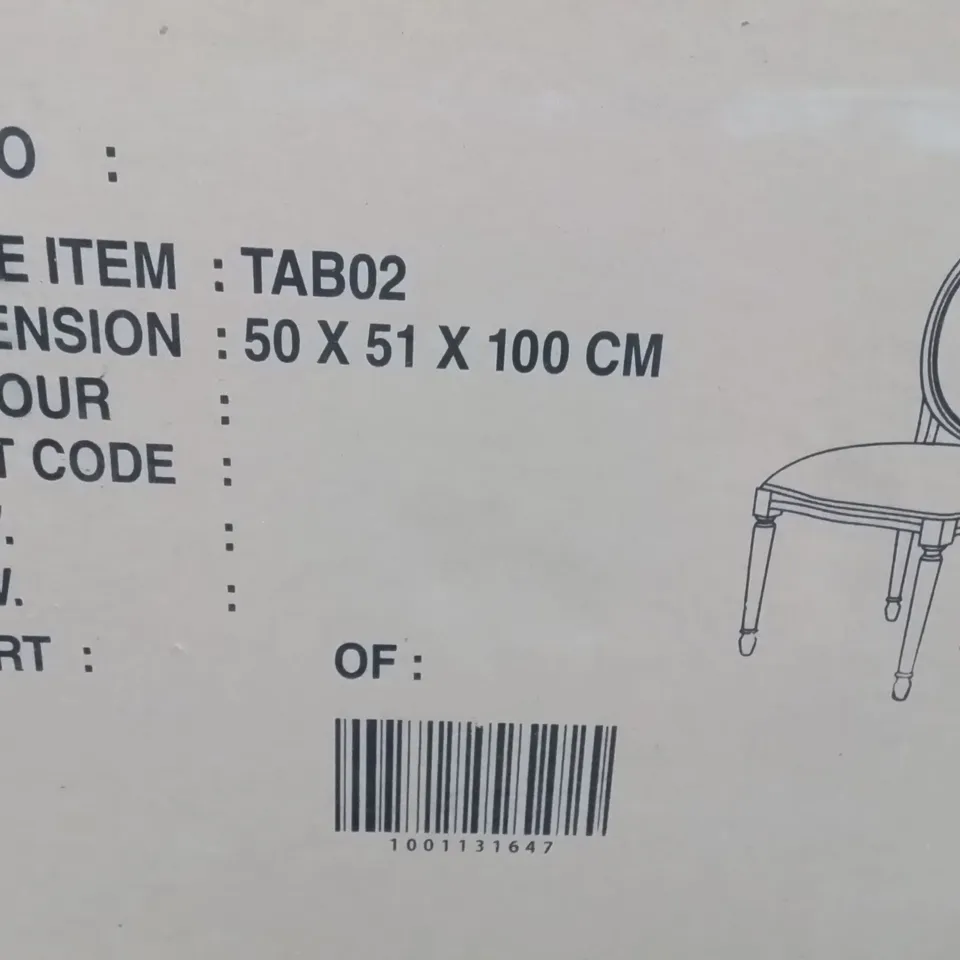 O :
E ITEM : TAB02
ENSION : 50 X 51 X 100 CM
OUR :
T CODE :
. :
W. :
RT : OF :
1001131647